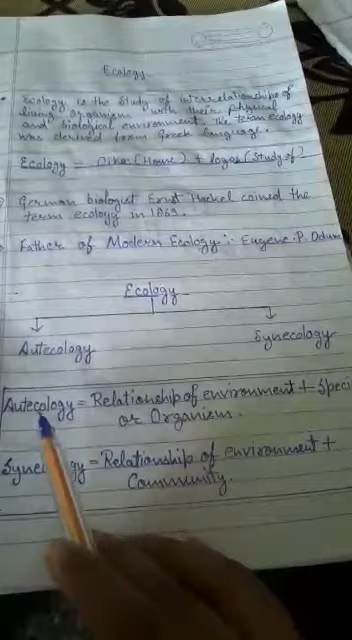 Ecology
Ecology is the study of interrelationships of
living organism with their physical
and biological environment. The term ecology
was derived from Greek language.
Ecology - Oikos (House) + logos (Study of)
German biologist Ernst Hackel coined the
term ecology in 1869.
Father of Modern Ecology:- Eugene P. Odum
Ecology
Autecology Synecology
Autecology = Relationship of environment + Speci
or Organism.
Syne gy = Relationship of environment +
Community.